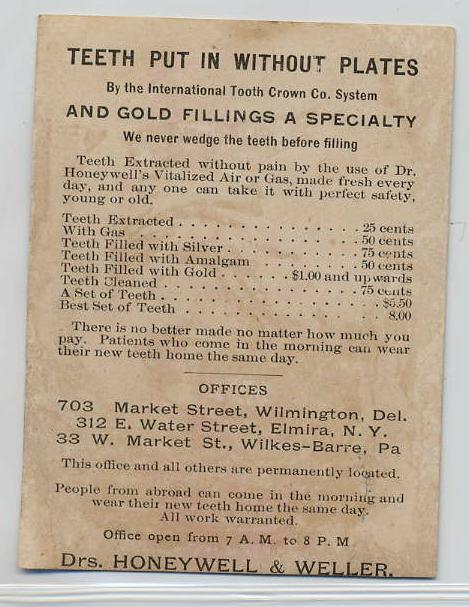 TEETH PUT IN WITHOUT PLATES
By the International Tooth Crown Co. System
AND GOLD FILLINGS A SPECIALTY
We never wedge the teeth before filling
Teeth Extracted without pain by the use of Dr.
Honeywell's Vitalized Air or Gas, made fresh every
day, and any one can take it with perfect safety,
young or old.
Teeth Extracted . . . . . . . . . . . . 25 cents
With Gas . . . . . . . . . . . . . . 50 cents
Teeth Filled with Silver . . . . . . . . . 75 cents
Teeth Filled with Amalgam . . . . . . . . 50 cents
Teeth Filled with Gold . . . . . . $1.00 and upwards
Teeth Cleaned . . . . . . . . . . . . 75 cents
A Set of Teeth . . . . . . . . . . . . . $5.50
Best Set of Teeth . . . . . . . . . . . . 8.00
There is no better made no matter how much you
pay. Patients who come in the morning can wear
their new teeth home the same day.
OFFICES
703 Market Street, Wilmington, Del.
312 E. Water Street, Elmira, N. Y.
33 W. Market St., Wilkes-Barre, Pa
This office and all others are permanently located.
People from abroad can come in the morning and
wear their new teeth home the same day.
All work warranted.
Office open from 7 A. M. to 8 P. M
Drs. HONEYWELL & WELLER.